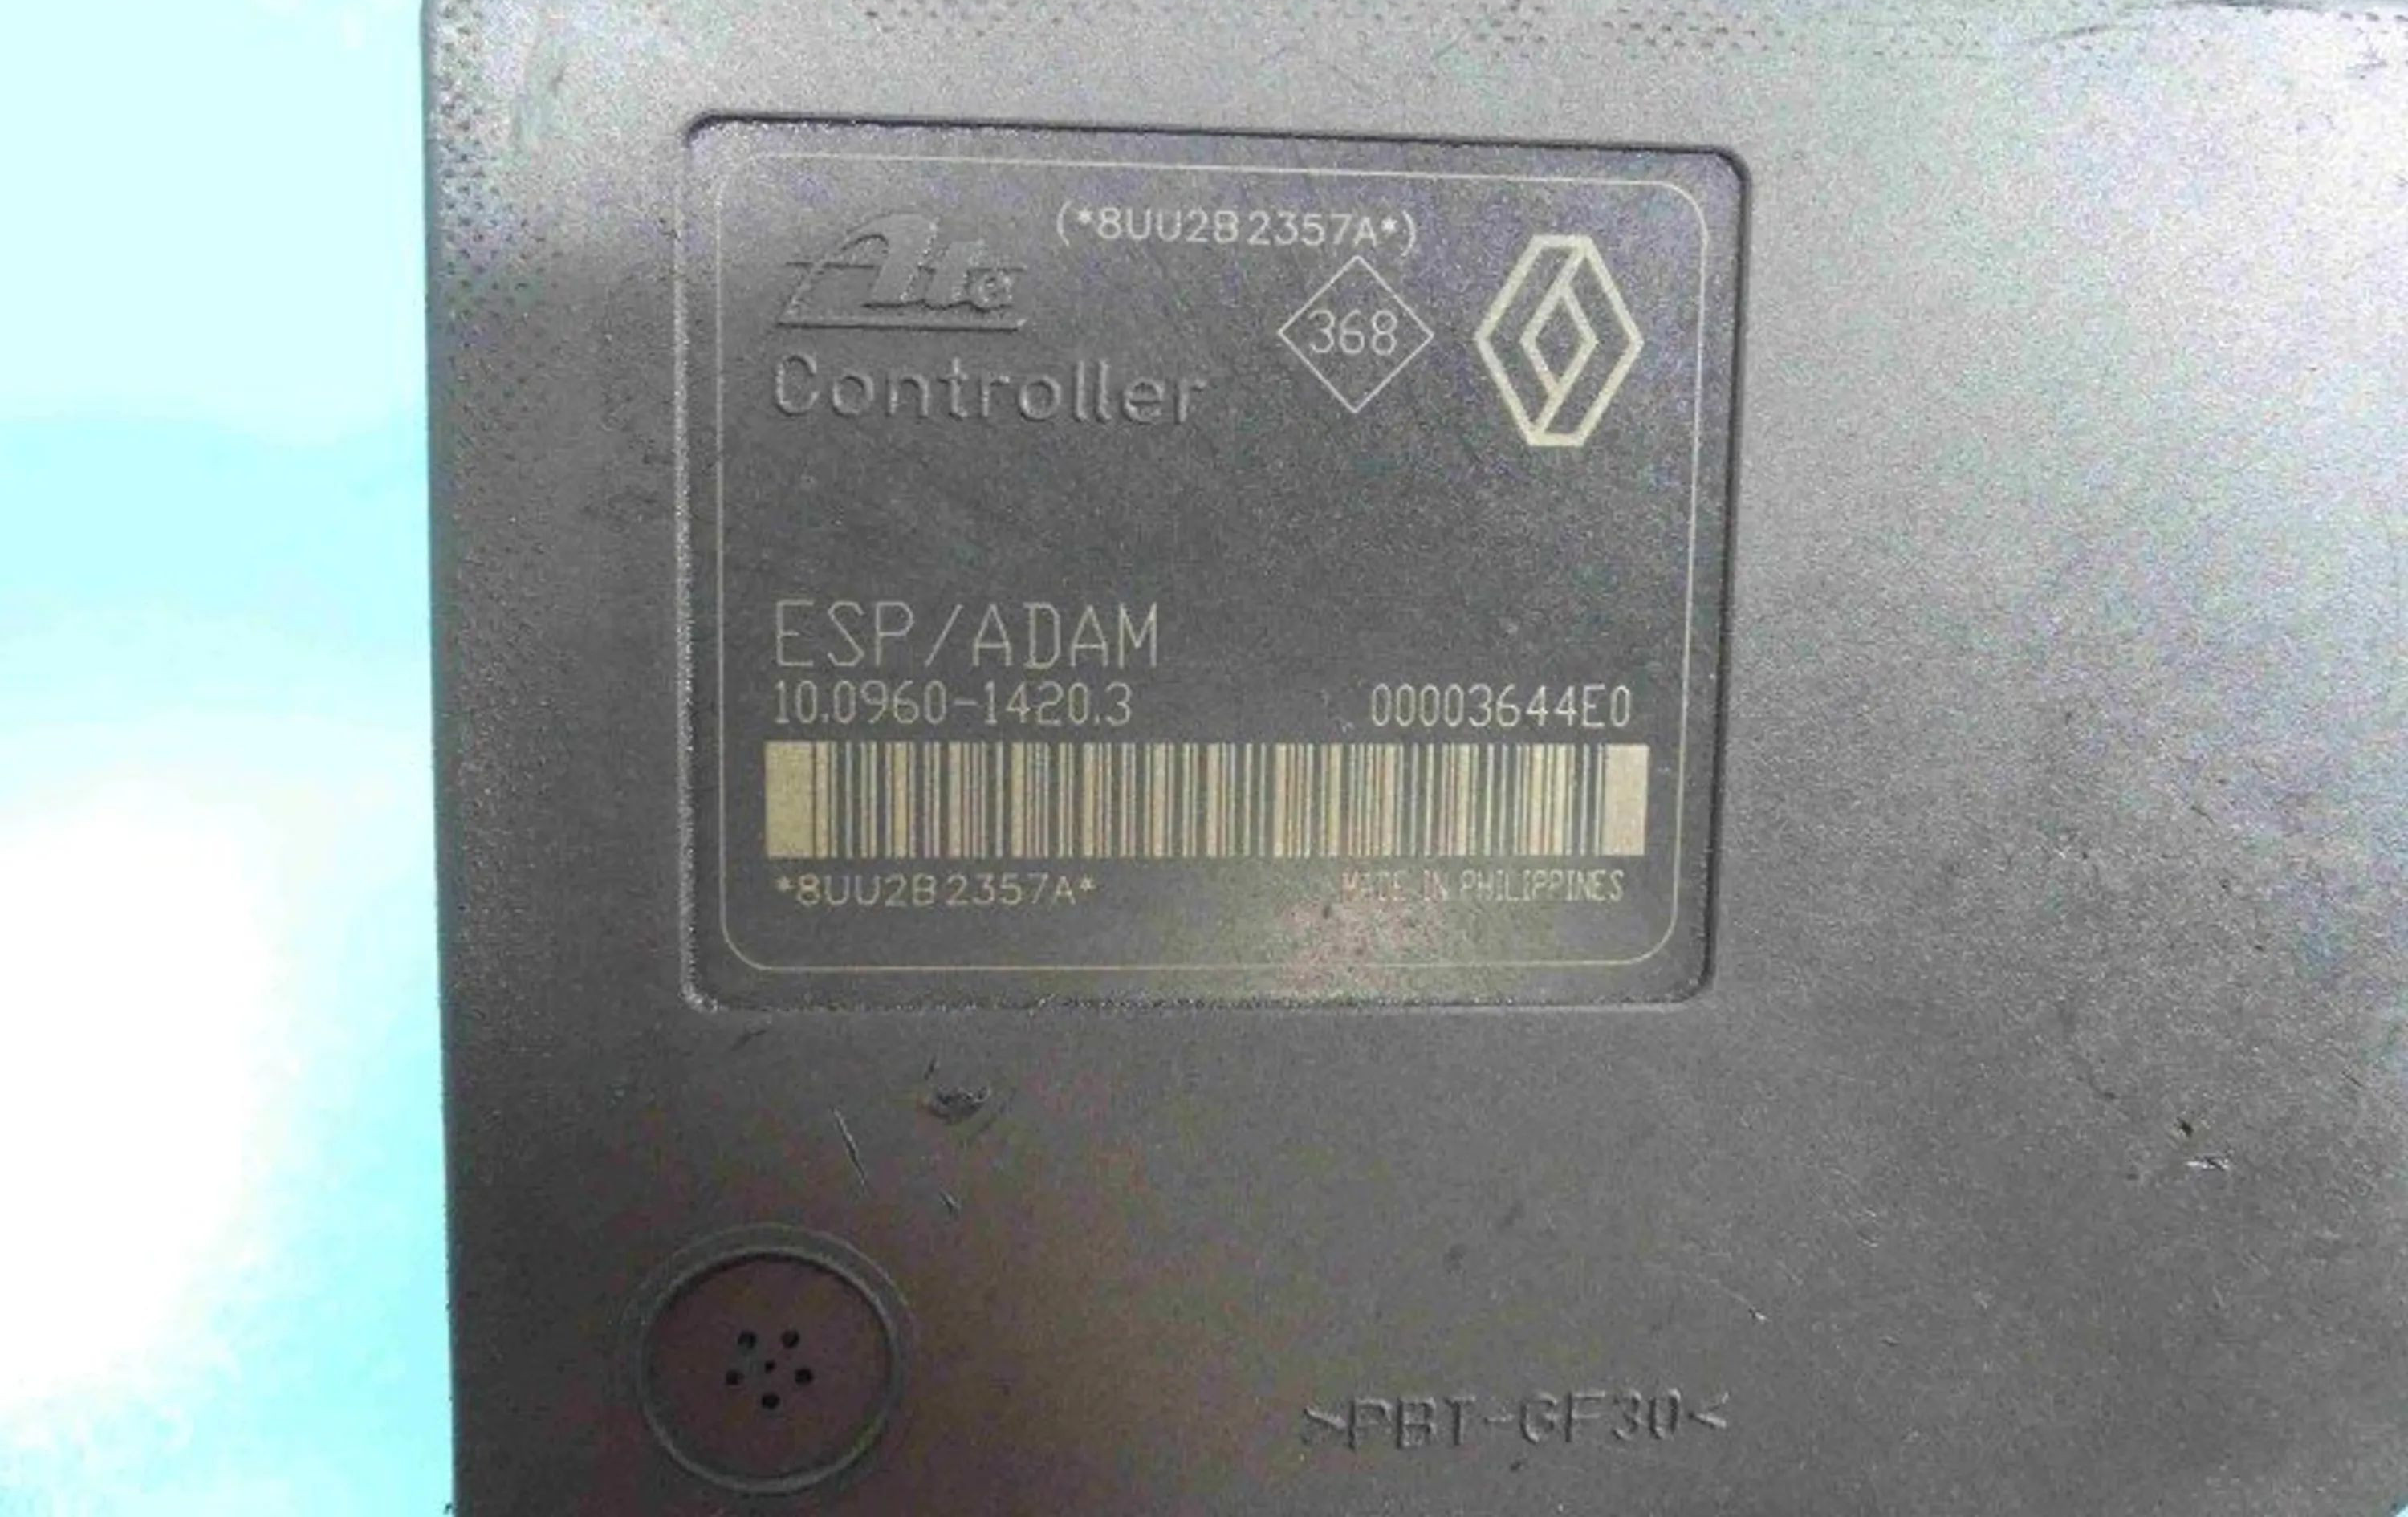 (*8UU2B2357A*)
Ate
368
Controller
ESP/ADAM
10.0960-1420.3 00003644E0
*8UU2B2357A* MADE IN PHILIPPINES
>PBT-GF30<